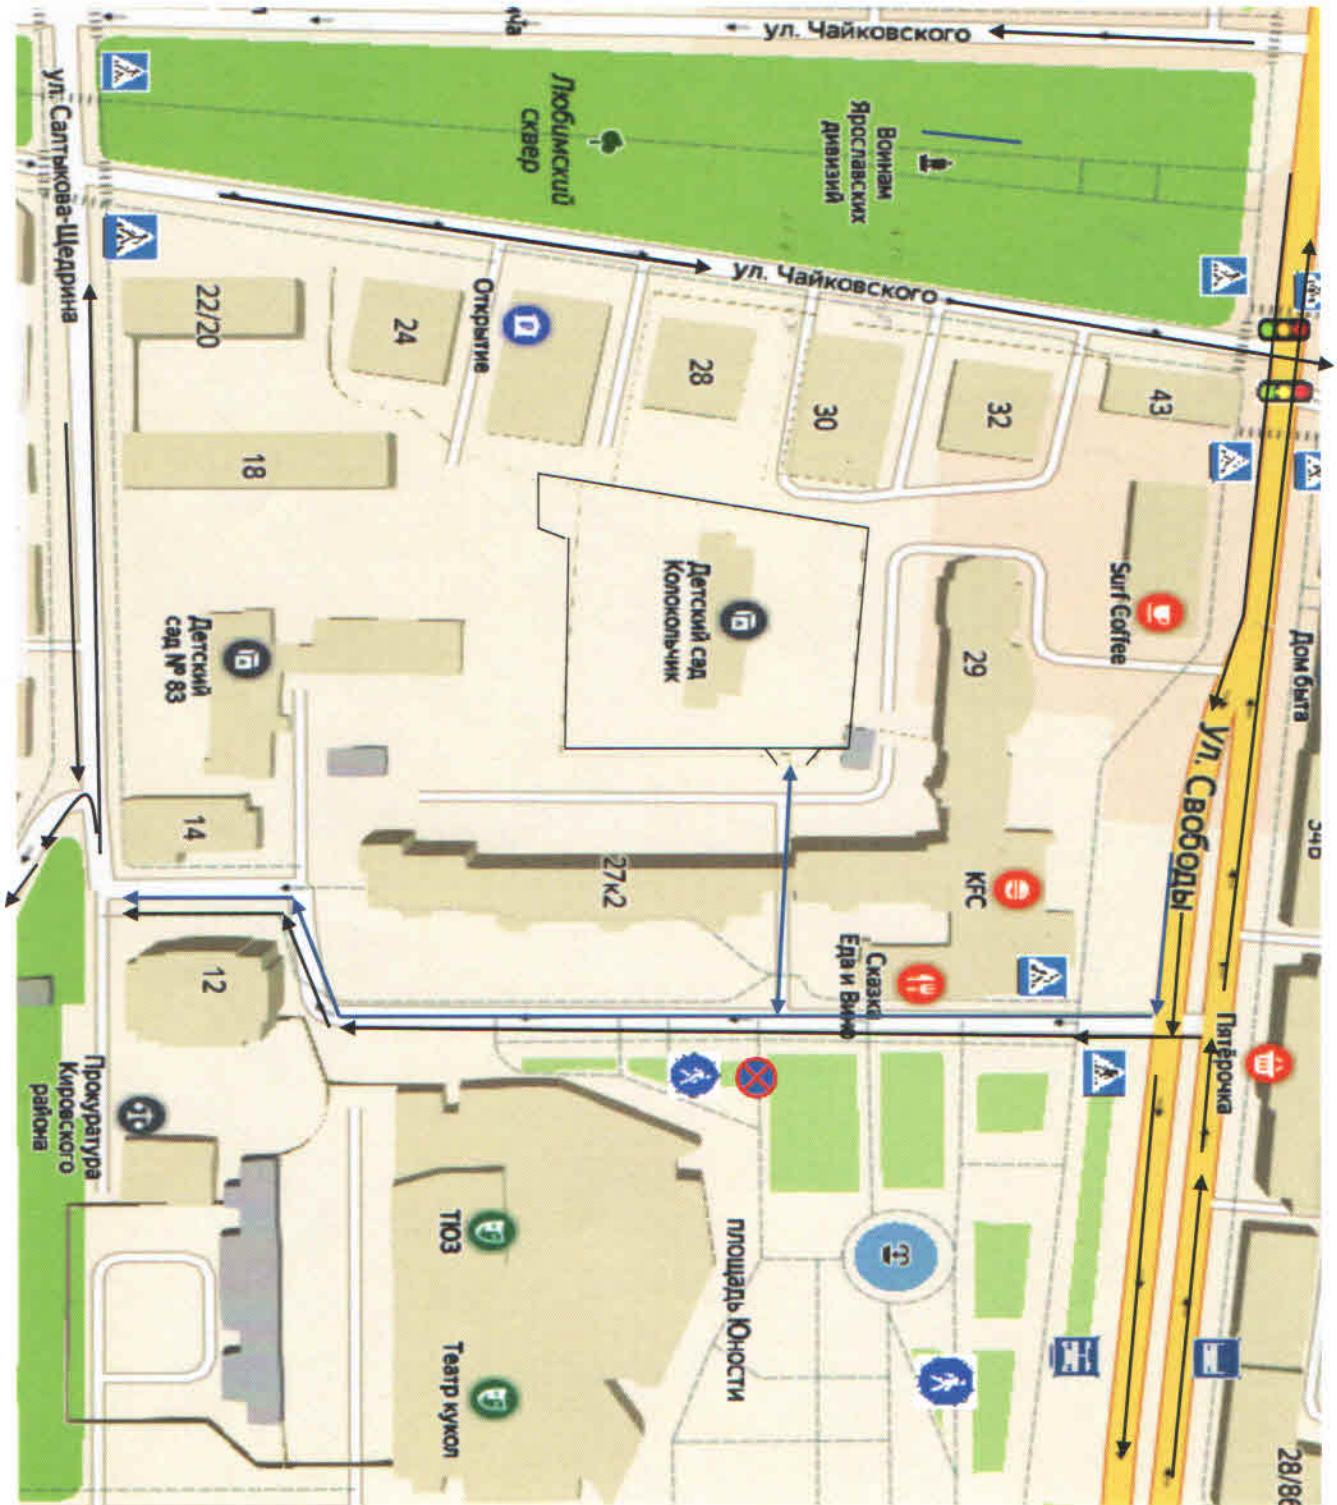 ул. Чайковского
ул. Салтыкова-Щедрина
Любимский
сквер
Воинам
Ярославских
дивизий
ул. Чайковского
22/20
24
Открытие
28
30
32
43
18
Surf Coffee
Дом быта
Детский сад
Колокольчик
Детский
сад № 83
29
ул. Свободы
34б
14
27к2
KFC
Сказка
Еда и Вино
12
Пятёрочка
Прокуратура
Кировского
района
ТЮЗ
площадь Юности
Театр кукол